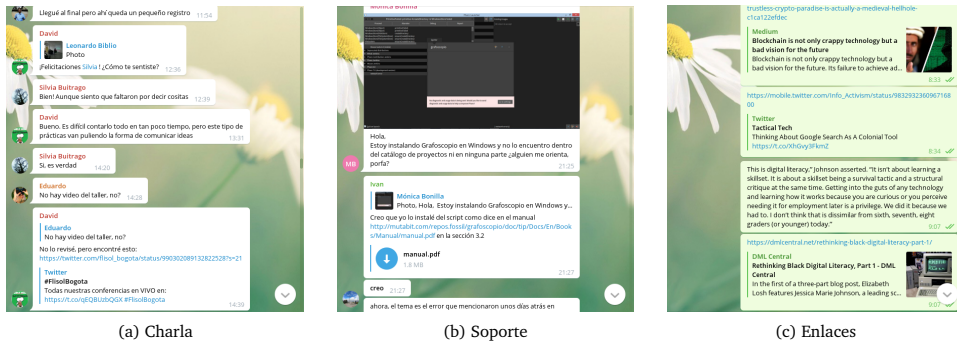 Llegué al final pero ahí queda un pequeño registro 11:54
David
Leonardo Biblio
Photo
¡Felicitaciones Silvia ! ¿Cómo te sentiste? 12:36
Silvia Buitrago
Bien! Aunque siento que faltaron por decir cositas 12:39
David
Bueno. Es difícil contarlo todo en tan poco tiempo, pero este tipo de
prácticas van puliendo la forma de comunicar ideas 13:31
Silvia Buitrago
Si, es verdad 14:20
Eduardo
No hay video del taller, no? 14:28
David
Eduardo
No hay video del taller, no?
No lo revisé, pero encontré esto:
https://twitter.com/flisol_bogota/status/990302089132822528?s=21
Twitter
#FlisolBogota
Todas nuestras conferencias en VIVO en:
https://t.co/qEQBUzbQGX #FlisolBogota
14:39
(a) Charla
Mónica Bonilla
Hola,
Estoy instalando Grafoscopio en Windows y no lo encuentro dentro
del catálogo de proyectos ni en ninguna parte ¿alguien me orienta,
porfa?
21:25
MB
Ivan
Mónica Bonilla
Photo, Hola, Estoy instalando Grafoscopio en Windows y...
Creo que yo lo instalé del script como dice en el manual
http://mutabit.com/repos.fossil/grafoscopio/doc/tip/Docs/En/Book
s/Manual/manual.pdf en la sección 3.2
manual.pdf
1.8 MB
21:27
creo 21:27
ahora, el tema es el error que mencionaron unos días atrás en
(b) Soporte
trustless-crypto-paradise-is-actually-a-medieval-hellhole-
c1ca122efdec
Medium
Blockchain is not only crappy technology but a
bad vision for the future
Blockchain is not only crappy technology but a
bad vision for the future. Its failure to achieve ad...
8:33
https://mobile.twitter.com/Info_Activism/status/9832932360967168
00
Twitter
Tactical Tech
Thinking About Google Search As A Colonial Tool
https://t.co/XhGvy3FkmZ
8:34
This is digital literacy," Johnson asserted. "It isn't about learning a
skillset. It is about a skillset being a survival tactic and a structural
critique at the same time. Getting into the guts of any technology
and learning how it works because you are curious or you perceive
needing it for employment later is a privilege. We did it because we
had to. I don't think that is dissimilar from sixth, seventh, eight
graders (or younger) today."
9:07
https://dmlcentral.net/rethinking-black-digital-literacy-part-1/
DML Central
Rethinking Black Digital Literacy, Part 1 - DML
Central
In the first of a three-part blog post, Elizabeth
Losh features Jessica Marie Johnson, a leading sc...
9:07
(c) Enlaces